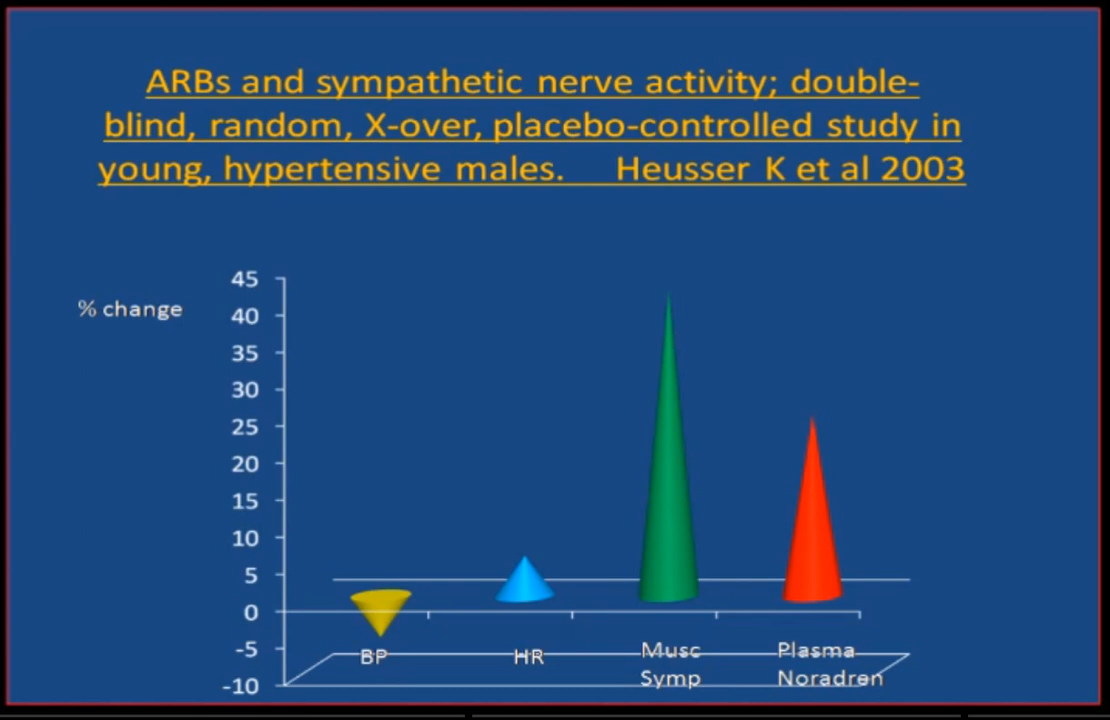 ARBs and sympathetic nerve activity; double-
blind, random, X-over, placebo-controlled study in
young, hypertensive males. Heusser K et al 2003
% change
45
40
35
30
25
20
15
10
5
0
-5
-10
BP
HR
Musc
Symp
Plasma
Noradren